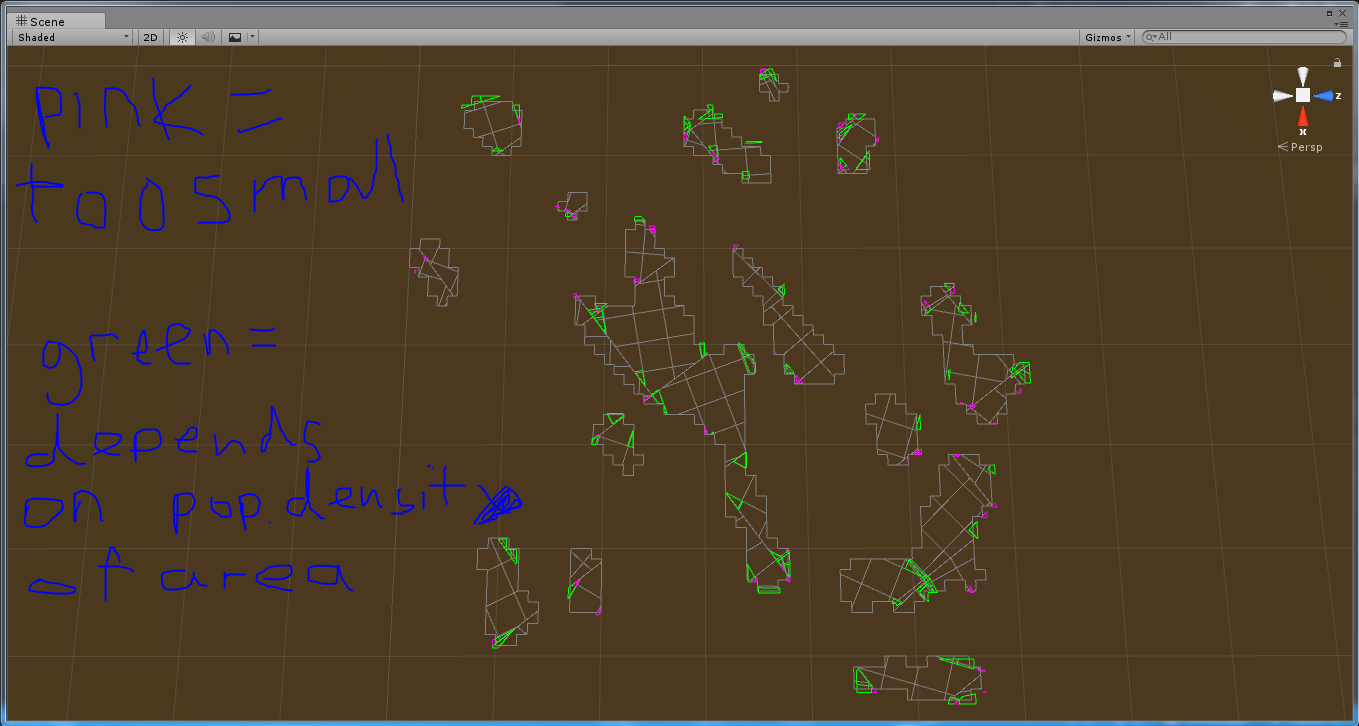 Scene
Shaded 2D Gizmos All
z
x
Persp
pink =
too small
green =
depends
on pop. density
of area